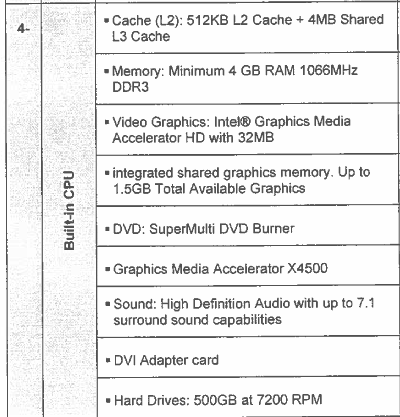 4-
Built-in CPU
▪ Cache (L2): 512KB L2 Cache + 4MB Shared
L3 Cache
▪ Memory: Minimum 4 GB RAM 1066MHz
DDR3
▪ Video Graphics: Intel® Graphics Media
Accelerator HD with 32MB
▪ integrated shared graphics memory. Up to
1.5GB Total Available Graphics
▪ DVD: SuperMulti DVD Burner
▪ Graphics Media Accelerator X4500
▪ Sound: High Definition Audio with up to 7.1
surround sound capabilities
▪ DVI Adapter card
▪ Hard Drives: 500GB at 7200 RPM